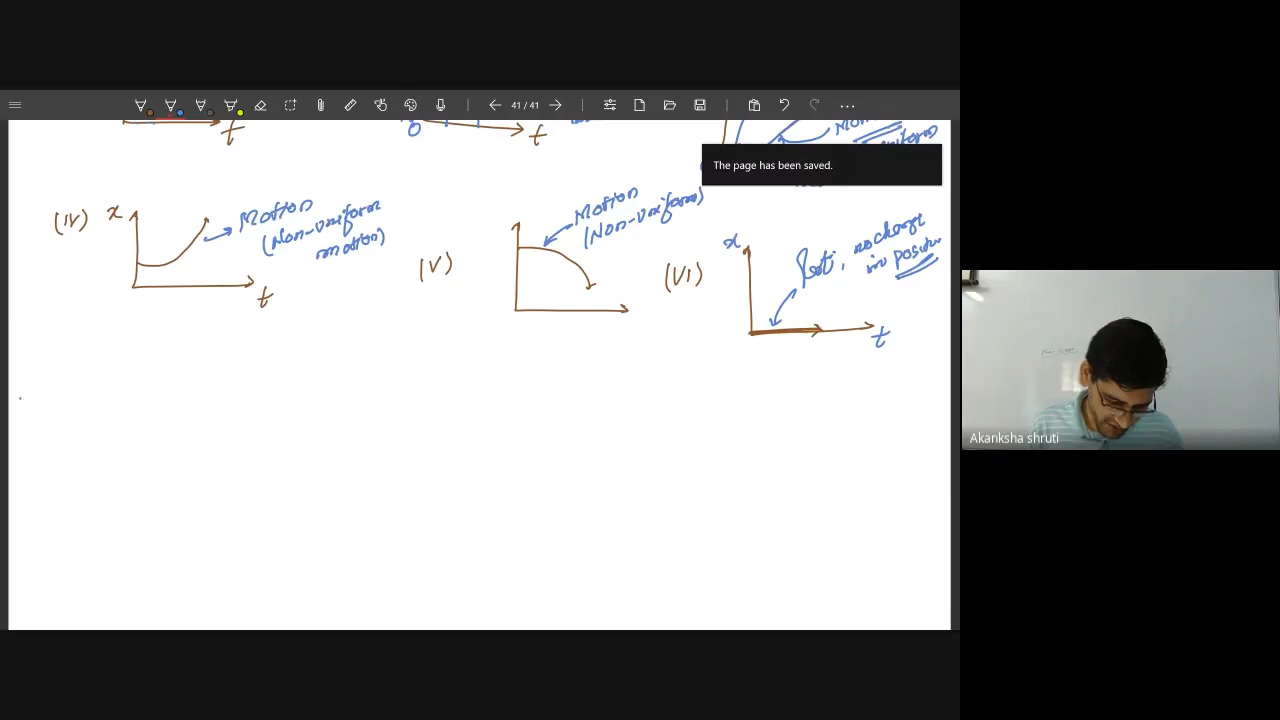 41 / 41
t
0
t
The page has been saved.
(IV) x
Motion
(Non-uniform
motion)
t
(V)
Motion
(Non-uniform)
(VI) x
Rest, no change
in position
t
Akanksha shruti